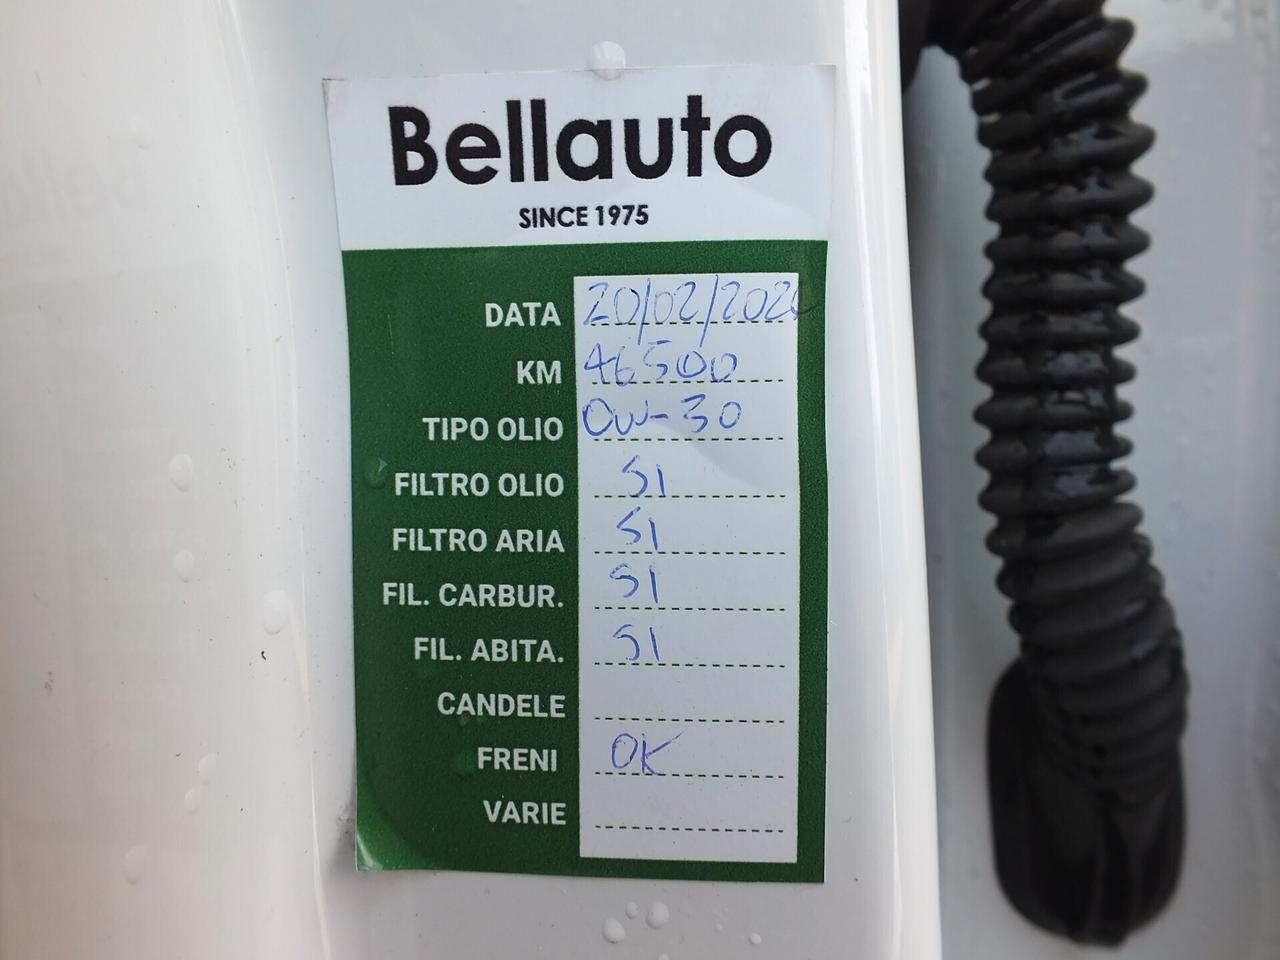 Bellauto
SINCE 1975
DATA 20/02/202
KM 46500
TIPO OLIO 0W-30
FILTRO OLIO SI
FILTRO ARIA SI
FIL. CARBUR. SI
FIL. ABITA. SI
CANDELE
FRENI OK
VARIE